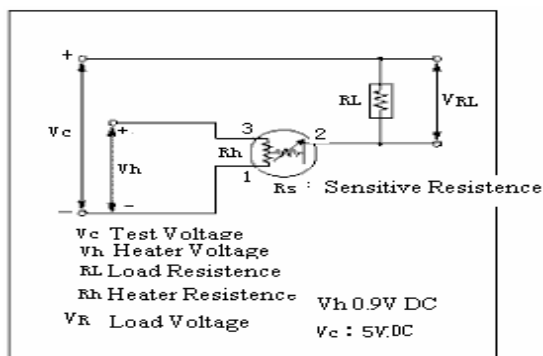 +
RL
VRL
Vc
+
3
2
Rh
Vh
1
Rs : Sensitive Resistence
−
−
Vc Test Voltage
Vh Heater Voltage
RL Load Resistence
Rh Heater Resistence
Vh 0.9V DC
VR Load Voltage
Vc : 5V.DC